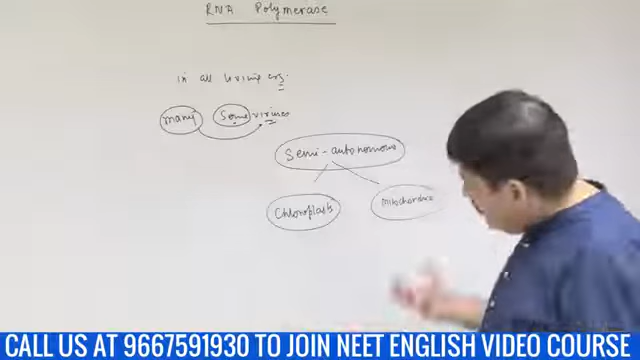 RNA Polymerase
in all living org.
many some viruses
Semi-autonomous
Chloroplasts
Mitochondria
CALL US AT 9667591930 TO JOIN NEET ENGLISH VIDEO COURSE